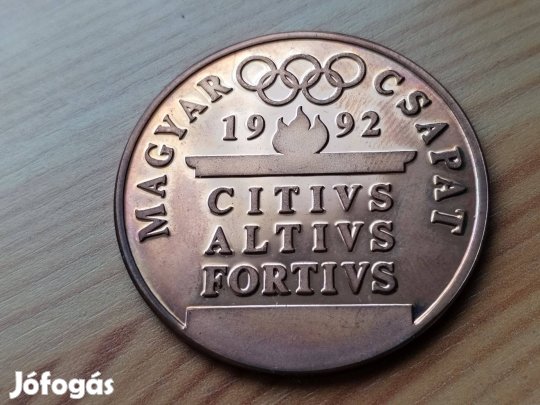 MAGYAR CSAPAT
19 92
CITIVS
ALTIVS
FORTIVS
Jófogás